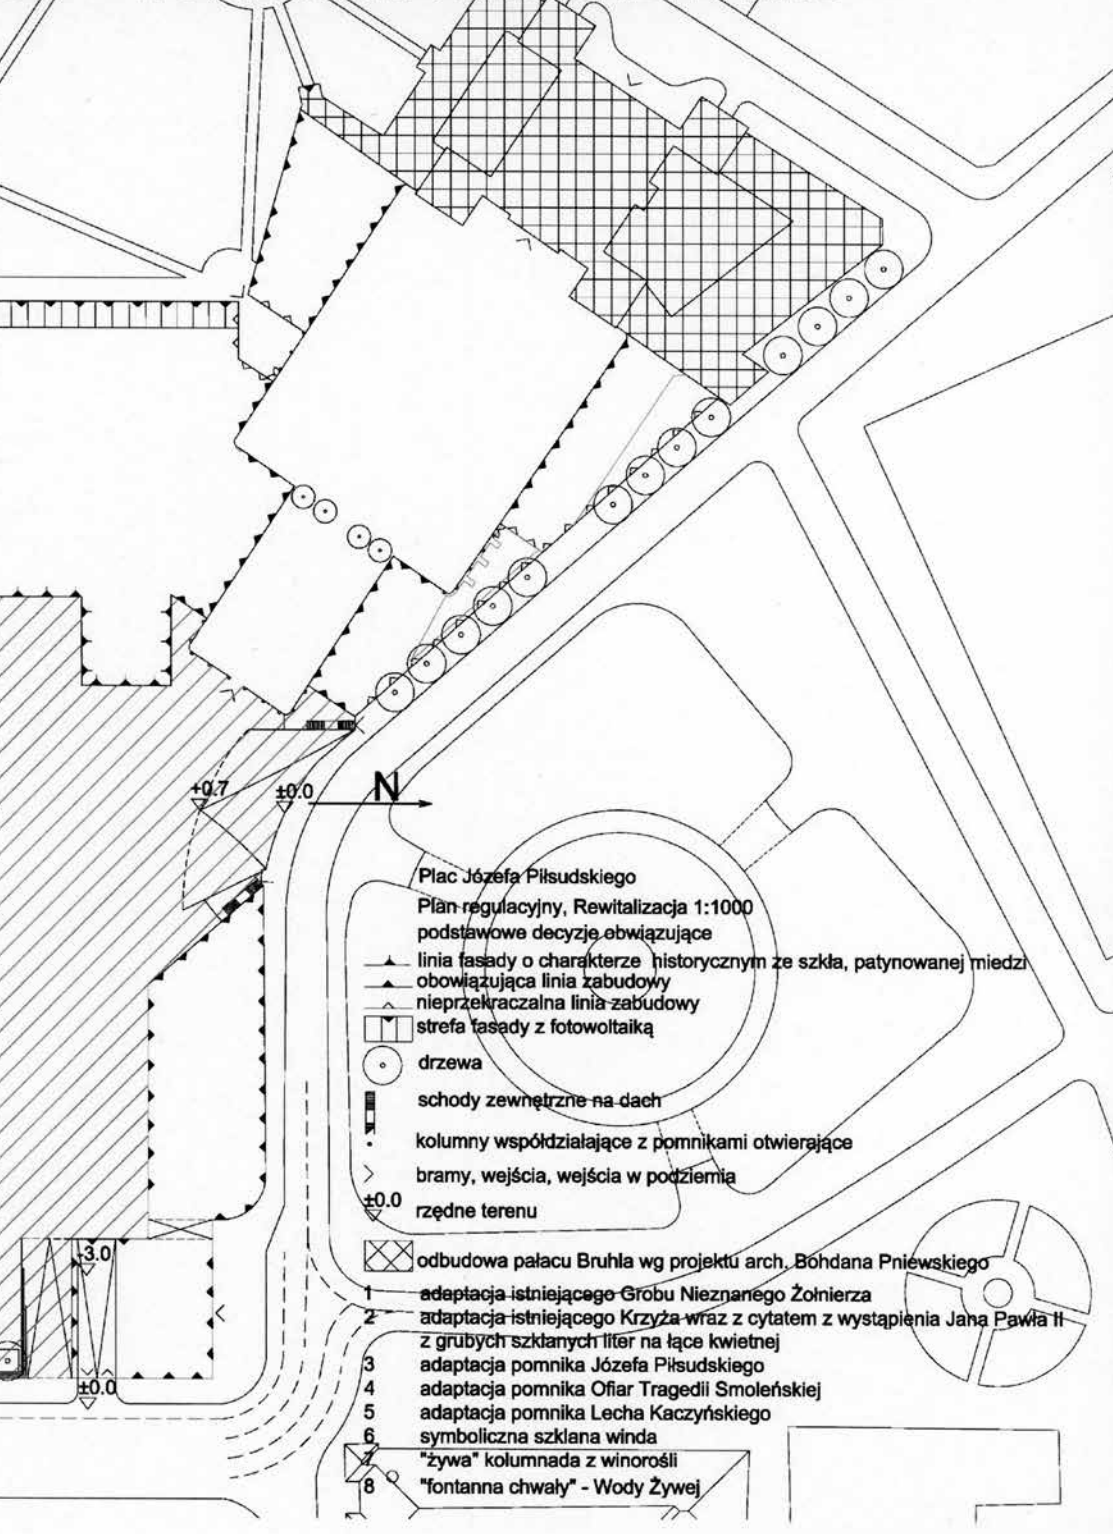 +0.7
±0.0
N
Plac Józefa Piłsudskiego
Plan regulacyjny, Rewitalizacja 1:1000
podstawowe decyzje obwiązujące
linia fasady o charakterze historycznym ze szkła, patynowanej miedzi
obowiązująca linia zabudowy
nieprzekraczalna linia zabudowy
strefa fasady z fotowoltaiką
drzewa
schody zewnętrzne na dach
kolumny współdziałające z pomnikami otwierające
bramy, wejścia, wejścia w podziemia
±0.0 rzędne terenu
-3.0
odbudowa pałacu Bruhla wg projektu arch. Bohdana Pniewskiego
1 adaptacja istniejącego Grobu Nieznanego Żołnierza
2 adaptacja istniejącego Krzyża wraz z cytatem z wystąpienia Jana Pawła II
z grubych szklanych liter na łące kwietnej
3 adaptacja pomnika Józefa Piłsudskiego
4 adaptacja pomnika Ofiar Tragedii Smoleńskiej
±0.0
5 adaptacja pomnika Lecha Kaczyńskiego
6 symboliczna szklana winda
7 "żywa" kolumnada z winorośli
8 "fontanna chwały" - Wody Żywej